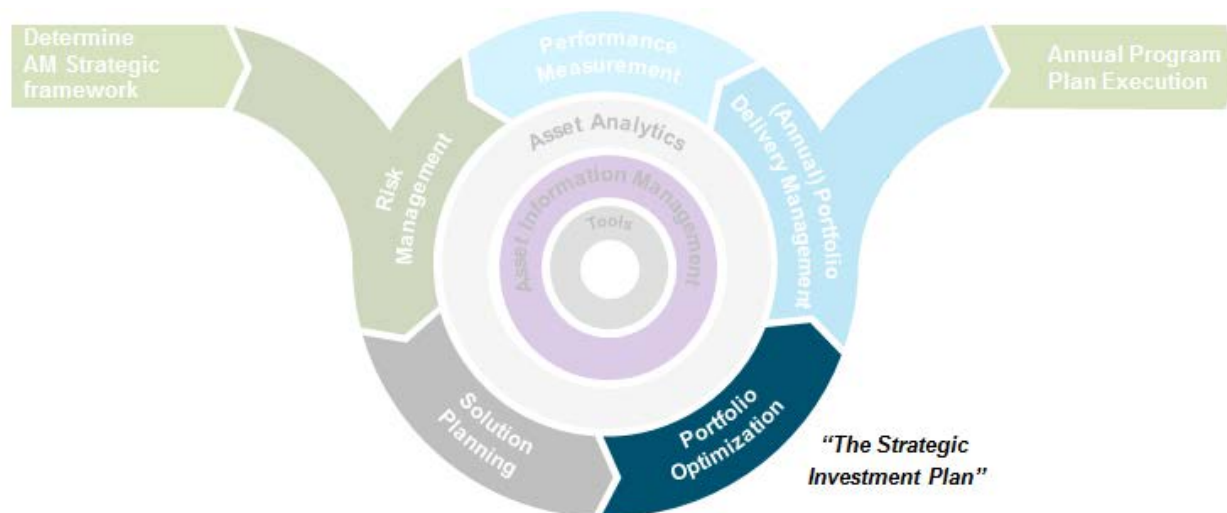 Determine
AM Strategic
framework
Performance
Measurement
Annual Program
Plan Execution
(Annual) Portfolio
Delivery Management
Asset Analytics
Asset Information Management
Tools
Risk
Management
Solution
Planning
Portfolio
Optimization
“The Strategic
Investment Plan”